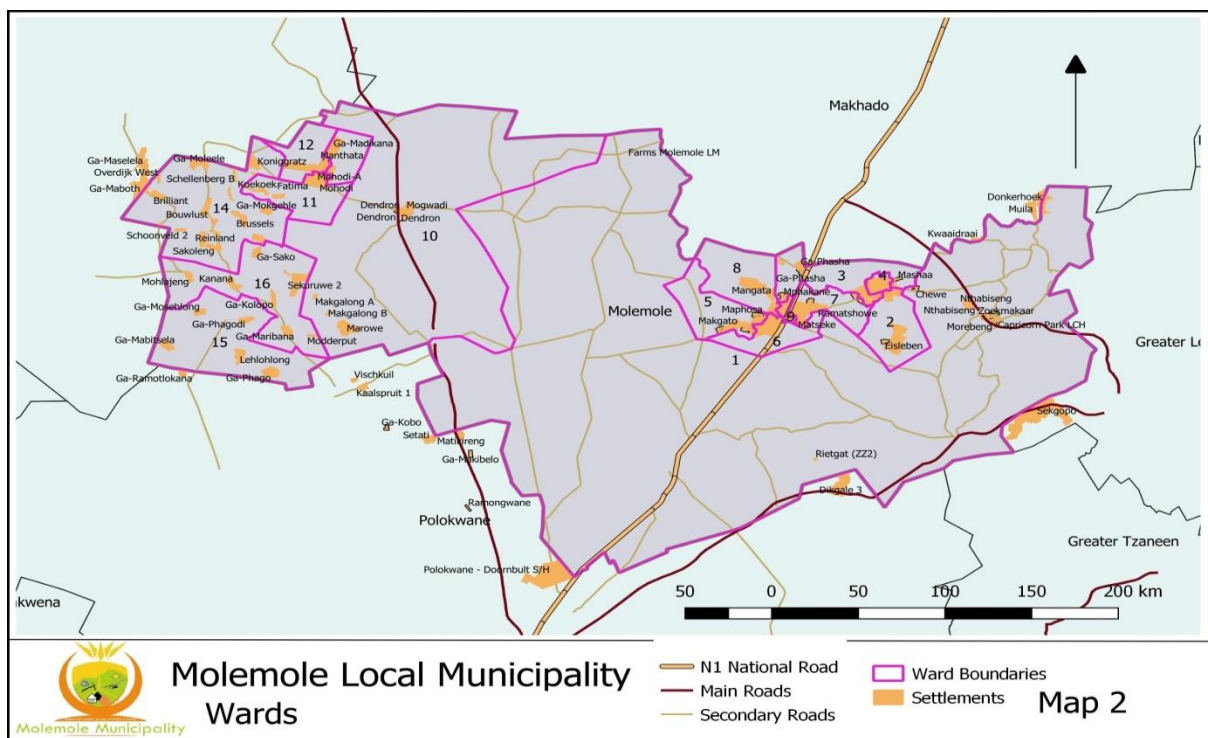 Makhado
12
Ga-Madikana
Manthata
Ga-Maselela
Ga-Moleele
Koniggratz
Overdijk West
Farms Molemole LM
Schellenberg B
Mohodi-A
Ga-Maboth
Koekoek
Fatima
Mohodi
Brilliant
14
Ga-Mokgehle
11
Bouwlust
Dendron
Mogwadi
Donkerhoek
Muila
Brussels
Dendron
Dendron
Schoonveld 2
Reinland
10
Kwaaidraai
Sakoleng
Ga-Sako
Ga-Phasha
8
3
4
Mashaa
Mohlajeng
Kanana
16
Sekuruwe 2
Ga-Phasha
Mangata
Mphakane
7
Chewe
Ga-Moseblong
Ga-Kolopo
Makgalong A
Molemole
5
Maphosa
9
Ramatshowe
Nthabiseng
Nthabiseng
Zoekmakaar
Makgalong B
Ga-Phagodi
Marowe
Makgato
Matseke
2
Morebeng
Capricorn Park LCH
15
Ga-Maribana
Modderput
6
Eisleben
Greater Le
Ga-Mabitsela
Lehlohlong
1
Ga-Ramotlokana
Ga-Phago
Vischkuil
Kaalspruit 1
Sekgopo
Ga-Kobo
Setati
Matikireng
Ga-Makibelo
Rietgat (ZZ2)
Dikgale 3
Ramongwane
Polokwane
Greater Tzaneen
Polokwane - Doornbult S/H
kwena
50 0 50 100 150 200 km
Molemole Local Municipality
Wards
Molemole Municipality
N1 National Road
Main Roads
Secondary Roads
Ward Boundaries
Settlements
Map 2